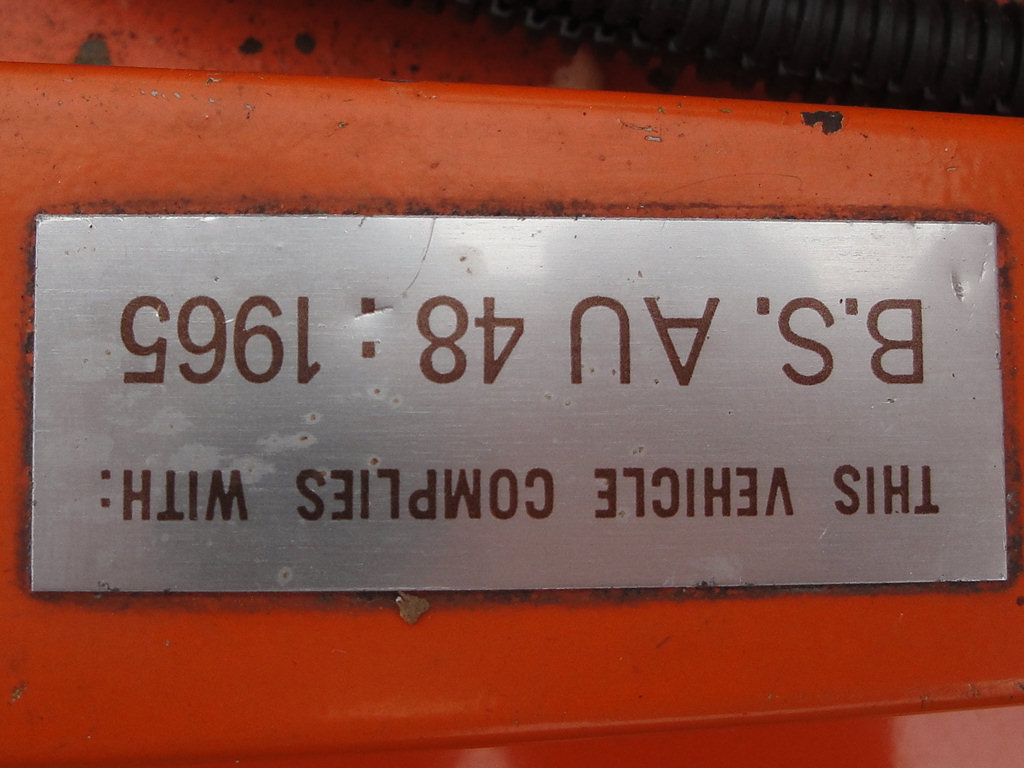 THIS VEHICLE COMPLIES WITH:
B.S. AU 48 : 1965